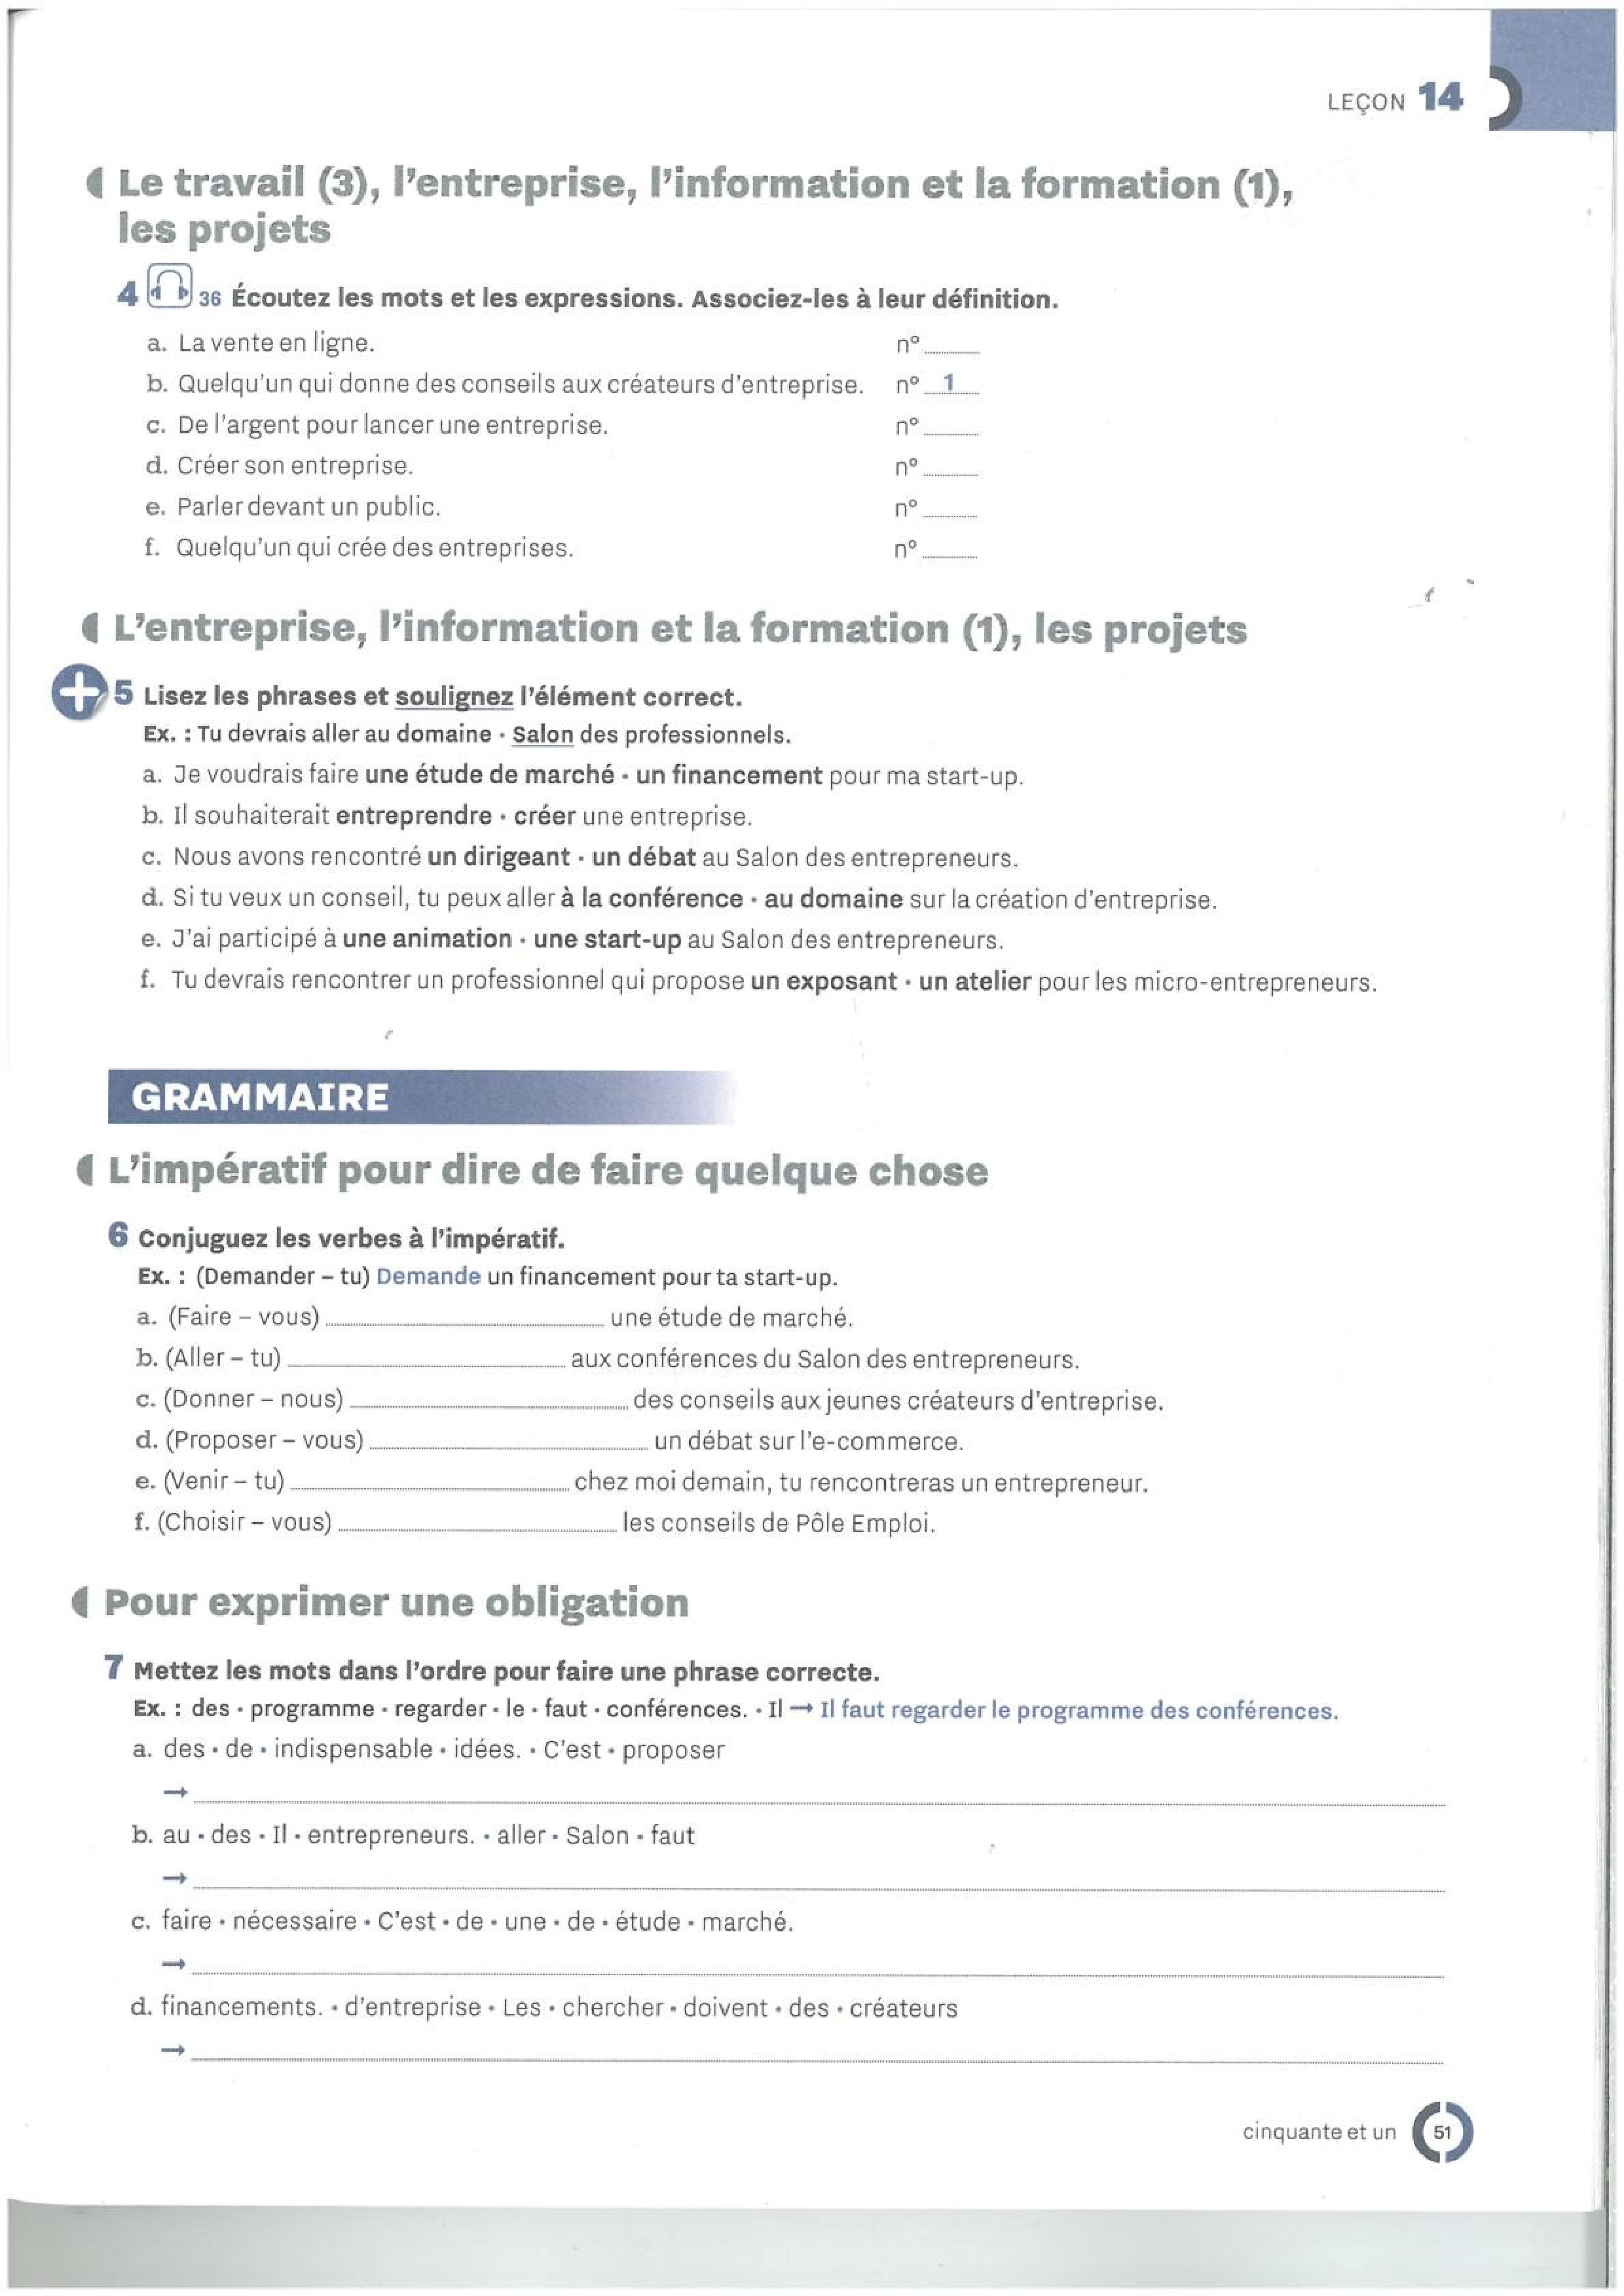 LEÇON 14
Le travail (3), l'entreprise, l'information et la formation (1),
les projets
4 36 Écoutez les mots et les expressions. Associez-les à leur définition.
a. La vente en ligne. nº
b. Quelqu'un qui donne des conseils aux créateurs d'entreprise. nº 1
c. De l'argent pour lancer une entreprise. nº
d. Créer son entreprise. nº
e. Parler devant un public. nº
f. Quelqu'un qui crée des entreprises. nº
L'entreprise, l'information et la formation (1), les projets
+ 5 Lisez les phrases et soulignez l'élément correct.
Ex. : Tu devrais aller au domaine • Salon des professionnels.
a. Je voudrais faire une étude de marché • un financement pour ma start-up.
b. Il souhaiterait entreprendre • créer une entreprise.
c. Nous avons rencontré un dirigeant • un débat au Salon des entrepreneurs.
d. Si tu veux un conseil, tu peux aller à la conférence • au domaine sur la création d'entreprise.
e. J'ai participé à une animation • une start-up au Salon des entrepreneurs.
f. Tu devrais rencontrer un professionnel qui propose un exposant • un atelier pour les micro-entrepreneurs.
GRAMMAIRE
L'impératif pour dire de faire quelque chose
6 Conjuguez les verbes à l'impératif.
Ex. : (Demander – tu) Demande un financement pour ta start-up.
a. (Faire – vous) une étude de marché.
b. (Aller – tu) aux conférences du Salon des entrepreneurs.
c. (Donner – nous) des conseils aux jeunes créateurs d'entreprise.
d. (Proposer – vous) un débat sur l'e-commerce.
e. (Venir – tu) chez moi demain, tu rencontreras un entrepreneur.
f. (Choisir – vous) les conseils de Pôle Emploi.
Pour exprimer une obligation
7 Mettez les mots dans l'ordre pour faire une phrase correcte.
Ex. : des • programme • regarder • le • faut • conférences. • Il → Il faut regarder le programme des conférences.
a. des • de • indispensable • idées. • C'est • proposer
→
b. au • des • Il • entrepreneurs. • aller • Salon • faut
→
c. faire • nécessaire • C'est • de • une • de • étude • marché.
→
d. financements. • d'entreprise • Les • chercher • doivent • des • créateurs
→
cinquante et un 51